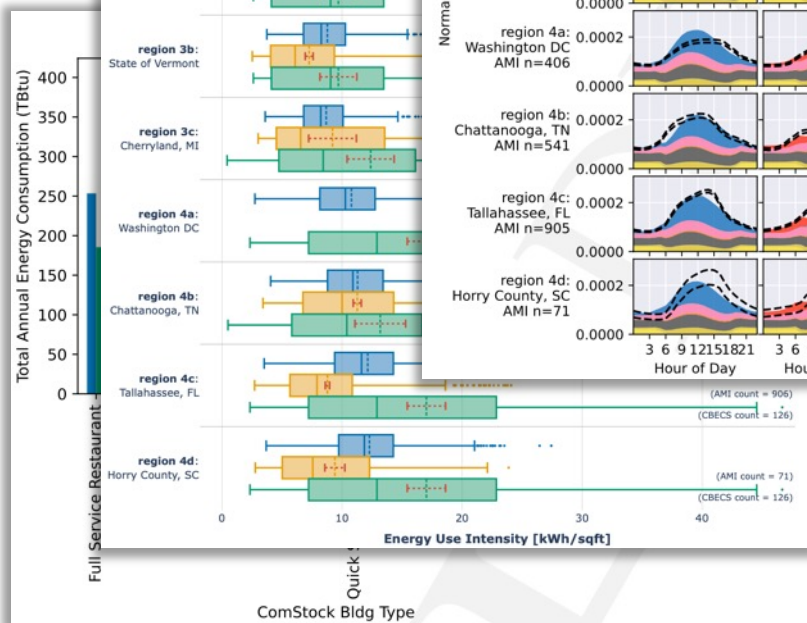 Total Annual Energy Consumption (TBtu)
400
350
300
250
200
150
100
50
0
Full Service Restaurant
Quick
ComStock Bldg Type
region 3b:
State of Vermont
region 3c:
Cherryland, MI
region 4a:
Washington DC
region 4b:
Chattanooga, TN
region 4c:
Tallahassee, FL
(AMI count = 906)
(CBECS count = 126)
region 4d:
Horry County, SC
(AMI count = 71)
(CBECS count = 126)
0 10 20 30 40
Energy Use Intensity [kWh/sqft]
0.0000
region 4a:
Washington DC
AMI n=406
0.0002
0.0000
region 4b:
Chattanooga, TN
AMI n=541
0.0002
0.0000
region 4c:
Tallahassee, FL
AMI n=905
0.0002
0.0000
region 4d:
Horry County, SC
AMI n=71
0.0002
0.0000
3 6 9 12 15 18 21 3 6
Hour of Day